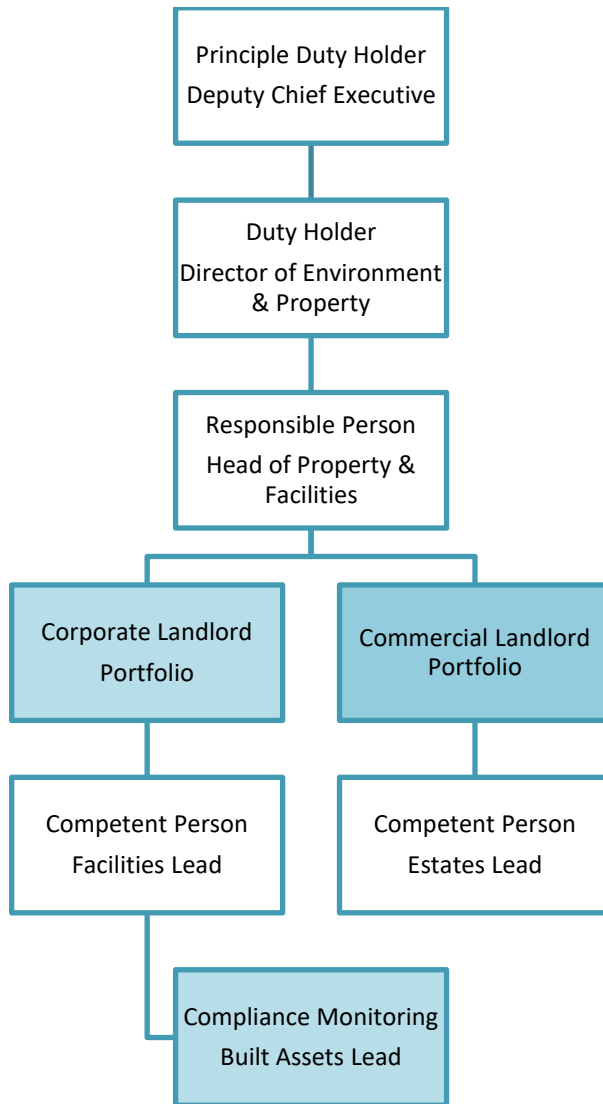 Principle Duty Holder
Deputy Chief Executive
Duty Holder
Director of Environment
& Property
Responsible Person
Head of Property &
Facilities
Corporate Landlord
Portfolio
Commercial Landlord
Portfolio
Competent Person
Facilities Lead
Competent Person
Estates Lead
Compliance Monitoring
Built Assets Lead